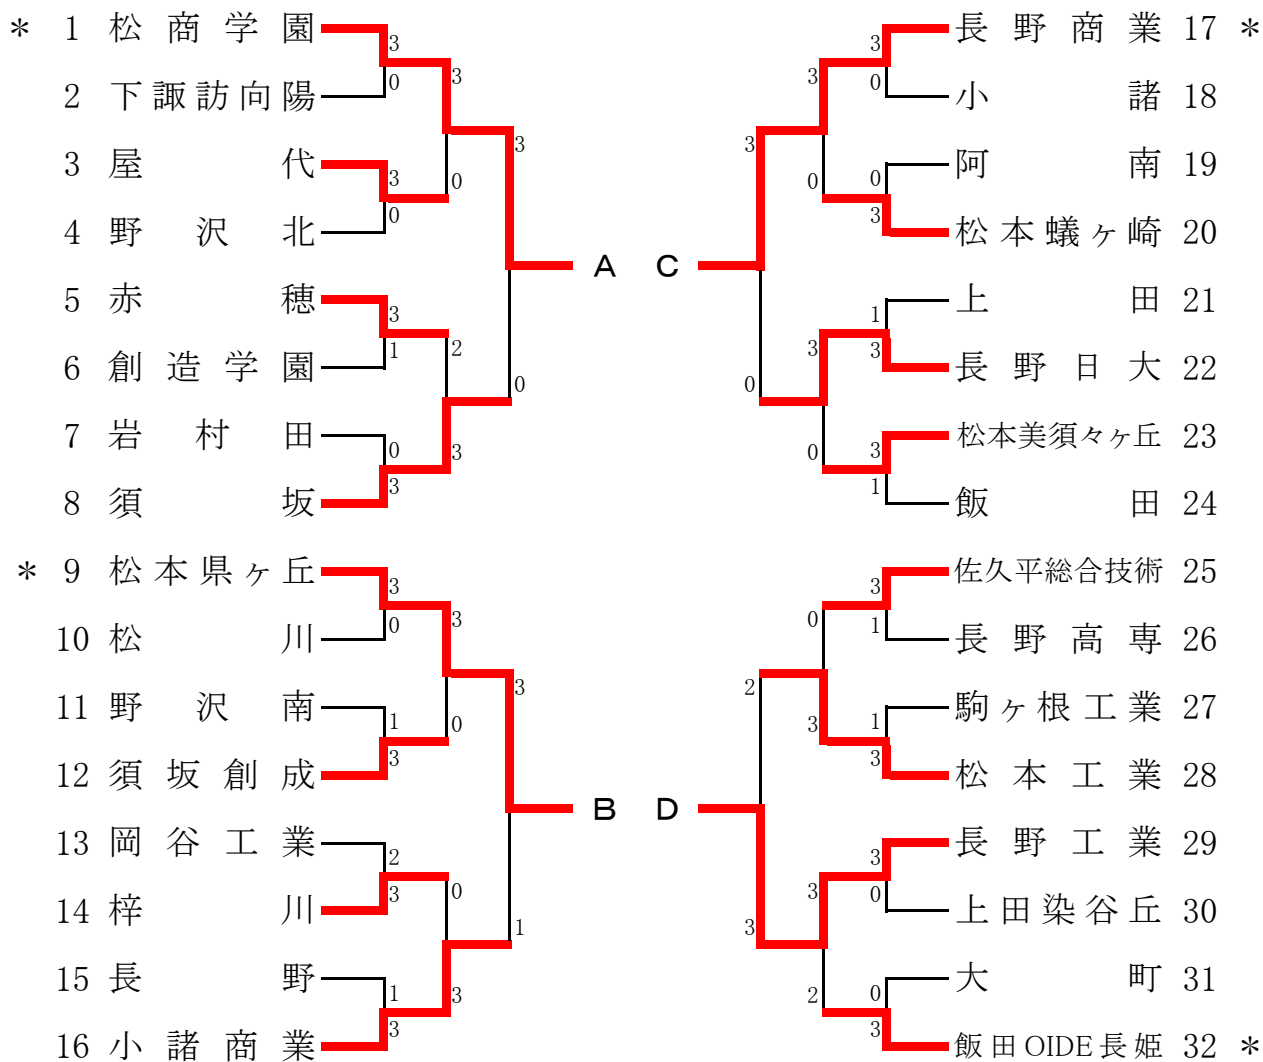 * 1 松商学園
3
0
2 下諏訪向陽
3
3 屋代
3
0
0
4 野沢北
3
A
5 赤穂
3
1
2
6 創造学園
0
7 岩村田
0
3
3
8 須坂
* 9 松本県ヶ丘
3
0
3
10 松川
3
11 野沢南
1
3
0
12 須坂創成
B
13 岡谷工業
2
3
0
14 梓川
1
15 長野
1
3
3
16 小諸商業
長野商業 17 *
3
0
3
小諸 18
3
阿南 19
0
3
0
松本蟻ヶ崎 20
C
上田 21
1
3
3
長野日大 22
0
松本美須々ヶ丘 23
3
1
0
飯田 24
佐久平総合技術 25
3
1
0
長野高専 26
2
駒ヶ根工業 27
1
3
3
松本工業 28
D
長野工業 29
3
0
3
上田染谷丘 30
3
大町 31
0
3
2
飯田OIDE長姫 32 *